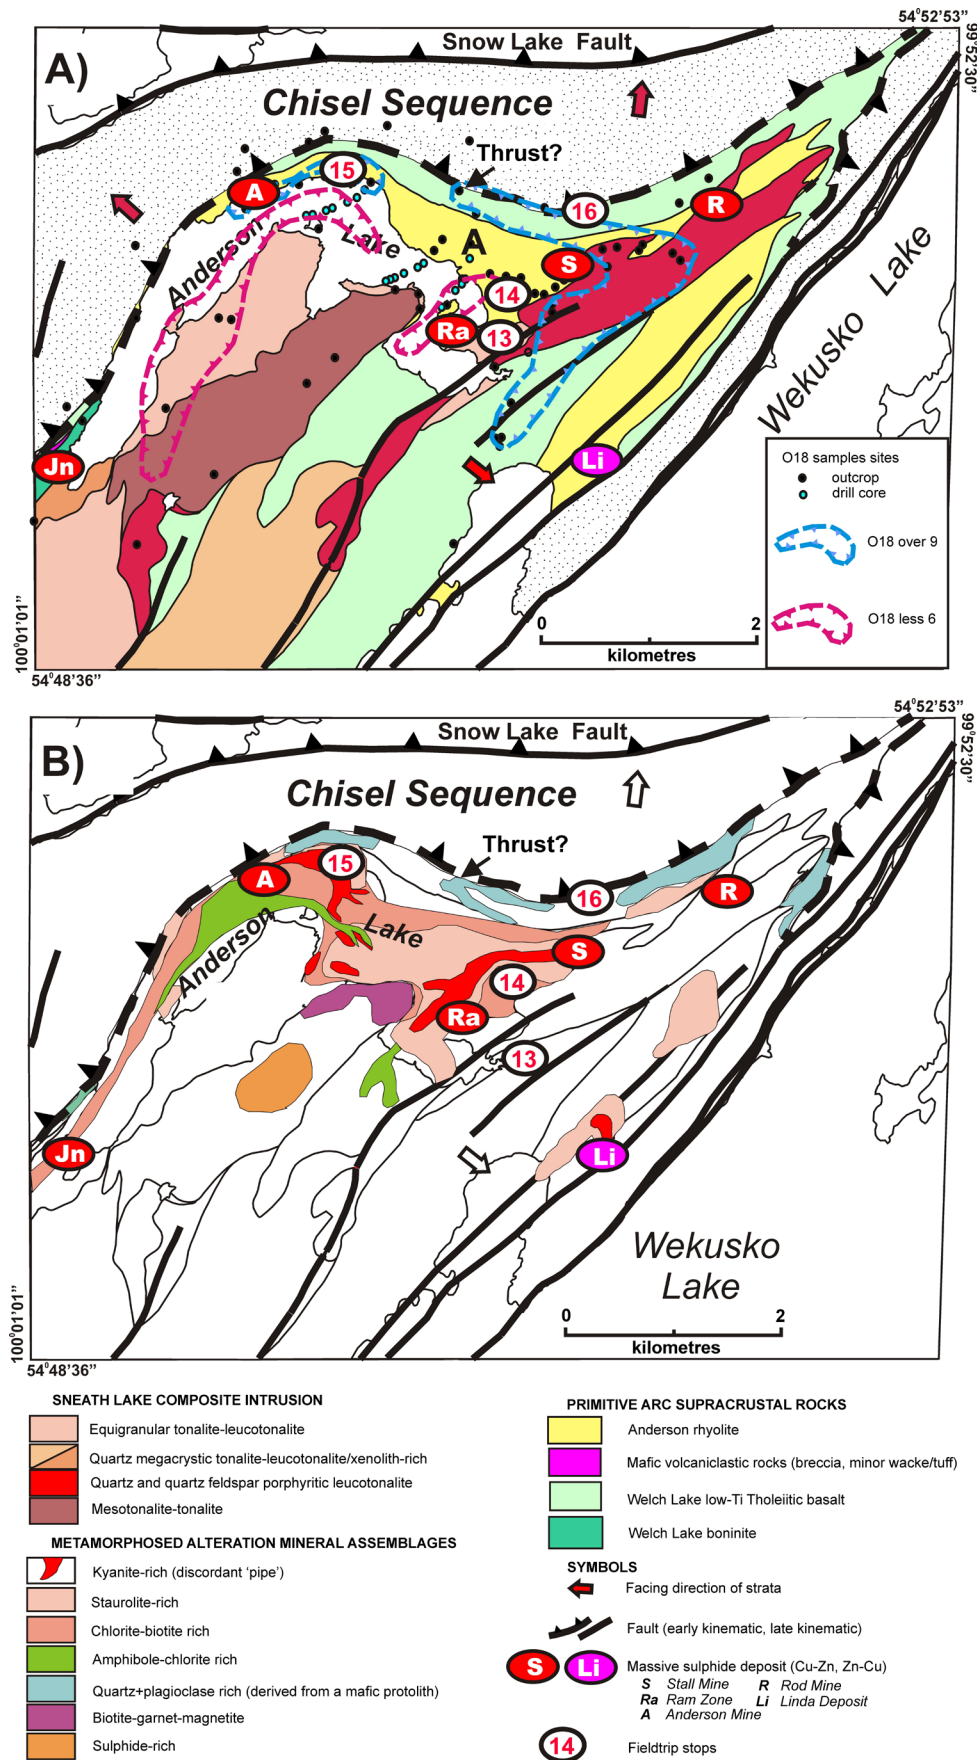 54°52'53"
99°52'30"
Snow Lake Fault
A)
Chisel Sequence
Thrust?
15
A
16
R
Anderson
Lake
A
S
14
Ra
13
Wekusko Lake
Jn
Li
O18 samples sites
outcrop
drill core
O18 over 9
O18 less 6
0 2
kilometres
100°01'01"
54°48'36"
54°52'53"
99°52'30"
Snow Lake Fault
B)
Chisel Sequence
Thrust?
15
A
16
R
Anderson
Lake
S
14
Ra
13
Jn
Li
Wekusko
Lake
0 2
kilometres
100°01'01"
54°48'36"
SNEATH LAKE COMPOSITE INTRUSION
Equigranular tonalite-leucotonalite
Quartz megacrystic tonalite-leucotonalite/xenolith-rich
Quartz and quartz feldspar porphyritic leucotonalite
Mesotonalite-tonalite
METAMORPHOSED ALTERATION MINERAL ASSEMBLAGES
Kyanite-rich (discordant ‘pipe’)
Staurolite-rich
Chlorite-biotite rich
Amphibole-chlorite rich
Quartz+plagioclase rich (derived from a mafic protolith)
Biotite-garnet-magnetite
Sulphide-rich
PRIMITIVE ARC SUPRACRUSTAL ROCKS
Anderson rhyolite
Mafic volcaniclastic rocks (breccia, minor wacke/tuff)
Welch Lake low-Ti Tholeiitic basalt
Welch Lake boninite
SYMBOLS
Facing direction of strata
Fault (early kinematic, late kinematic)
S Li Massive sulphide deposit (Cu-Zn, Zn-Cu)
S Stall Mine R Rod Mine
Ra Ram Zone Li Linda Deposit
A Anderson Mine
14 Fieldtrip stops